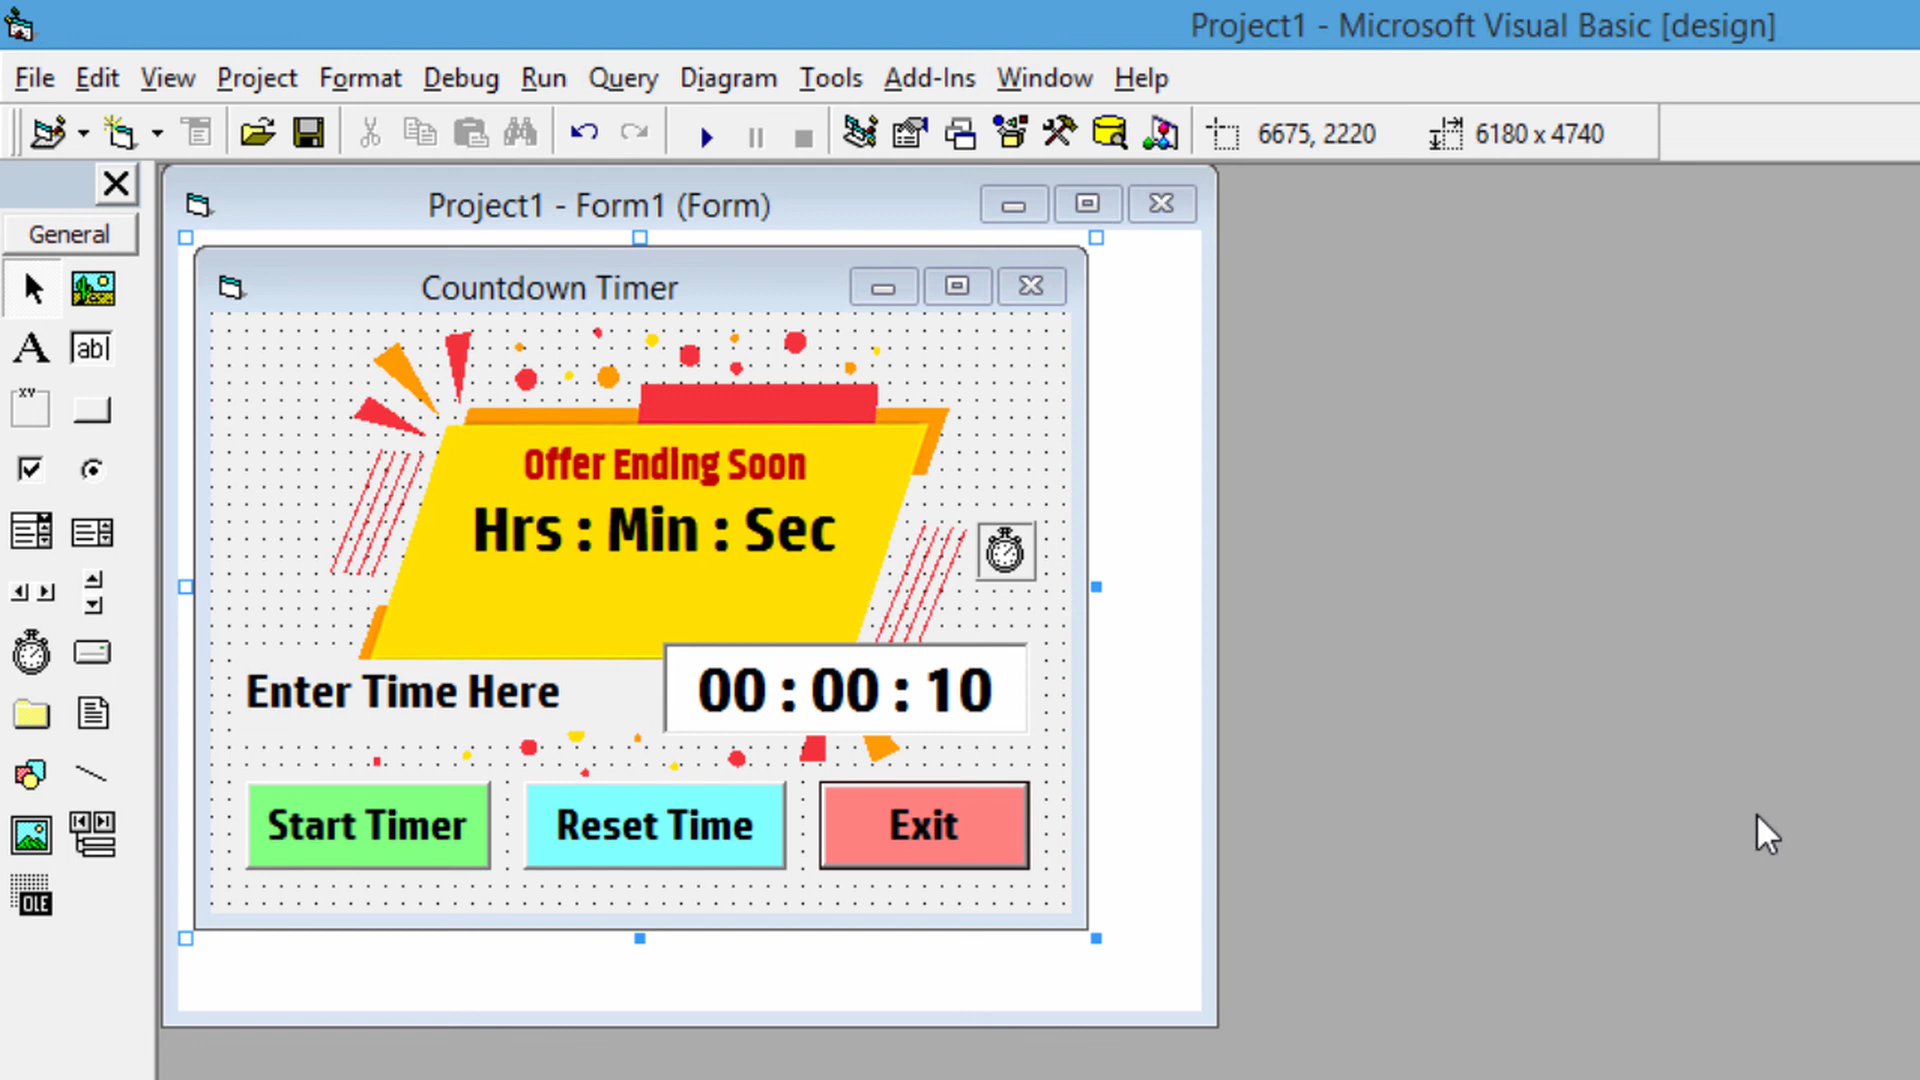 Project1 - Microsoft Visual Basic [design]
File Edit View Project Format Debug Run Query Diagram Tools Add-Ins Window Help
6675, 2220 6180 x 4740
General
Project1 - Form1 (Form)
Countdown Timer
A ab|
xy
Offer Ending Soon
Hrs : Min : Sec
Enter Time Here
00 : 00 : 10
Start Timer Reset Time Exit
OLE